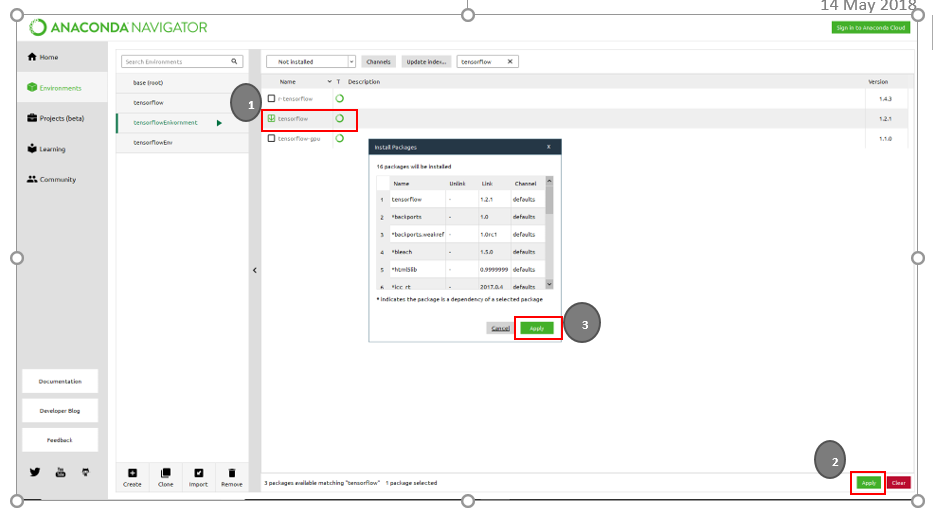 14 May 2018
ANACONDA NAVIGATOR
Sign in to Anaconda Cloud
Home
Environments
Projects (beta)
Learning
Community
Documentation
Developer Blog
Feedback
Search Environments
base (root)
tensorflow
tensorflowEnkornment
tensorflowEnv
Create Clone Import Remove
Not installed Channels Update index... tensorflow X
Name T Description Version
r-tensorflow 1.4.3
1
tensorflow 1.2.1
tensorflow-gpu 1.1.0
Install Packages X
16 packages will be installed
Name Unlink Link Channel
1 tensorflow - 1.2.1 defaults
2 *backports - 1.0 defaults
3 *backports.weakref - 1.0rc1 defaults
4 *bleach - 1.5.0 defaults
5 *html5lib - 0.9999999 defaults
6 *icc_rt - 2017.0.4 defaults
* indicates the package is a dependency of a selected package
Cancel Apply
3
2
3 packages available matching "tensorflow" 1 package selected
Apply Clear